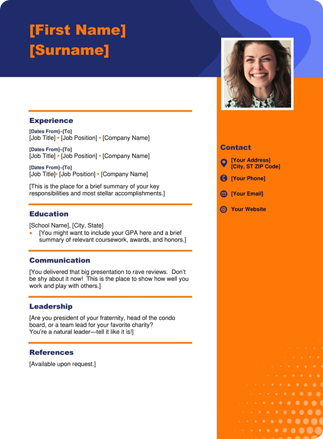 [First Name]
[Surname]
Experience
[Dates From]–[To]
[Job Title] • [Job Position] • [Company Name]
[Dates From]–[To]
[Job Title] • [Job Position] • [Company Name]
[Dates From]–[To]
[Job Title]• [Job Position] • [Company Name]
[This is the place for a brief summary of your key
responsibilities and most stellar accomplishments.]
Education
[School Name], [City, State]
• [You might want to include your GPA here and a brief
summary of relevant coursework, awards, and honors.]
Communication
[You delivered that big presentation to rave reviews. Don’t
be shy about it now! This is the place to show how well you
work and play with others.]
Leadership
[Are you president of your fraternity, head of the condo
board, or a team lead for your favorite charity?
You’re a natural leader—tell it like it is!]
References
[Available upon request.]
Contact
[Your Address]
[City, ST ZIP Code]
[Your Phone]
[Your Email]
Your Website